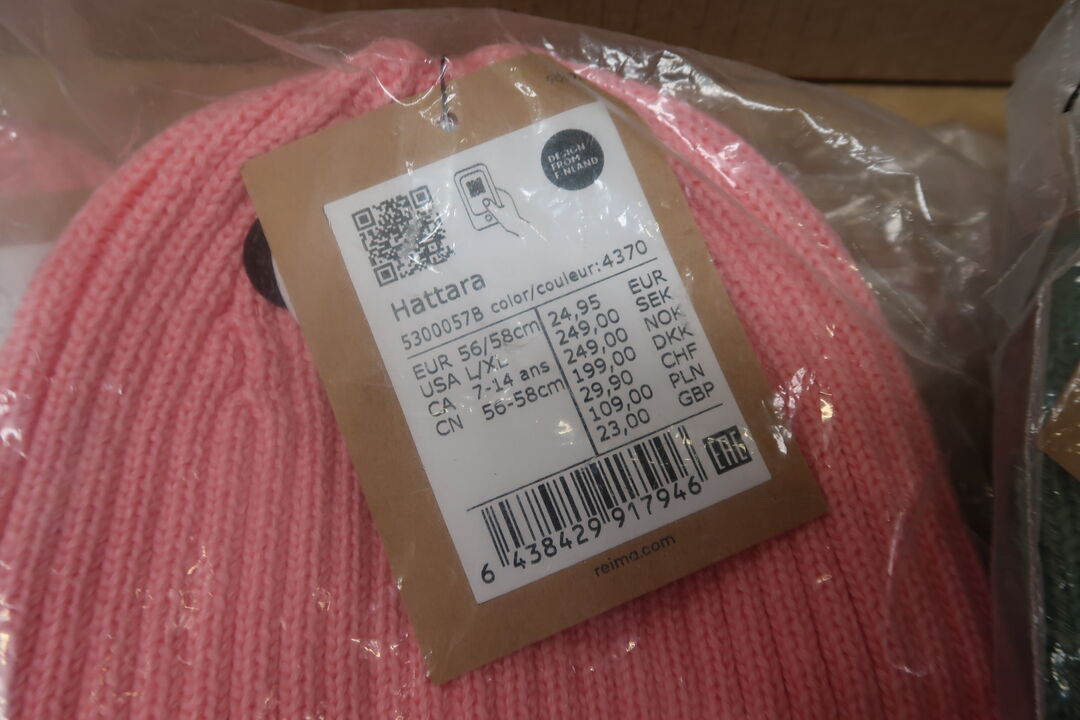 DESIGN
FROM
FINLAND
Hattara
5300057B color/couleur:4370
EUR 56/58cm
USA L/XL
CA 7-14 ans
CN 56-58cm
24,95 EUR
249,00 SEK
249,00 NOK
199,00 DKK
29,90 CHF
109,00 PLN
23,00 GBP
EAC
6 438429 917946
reima.com